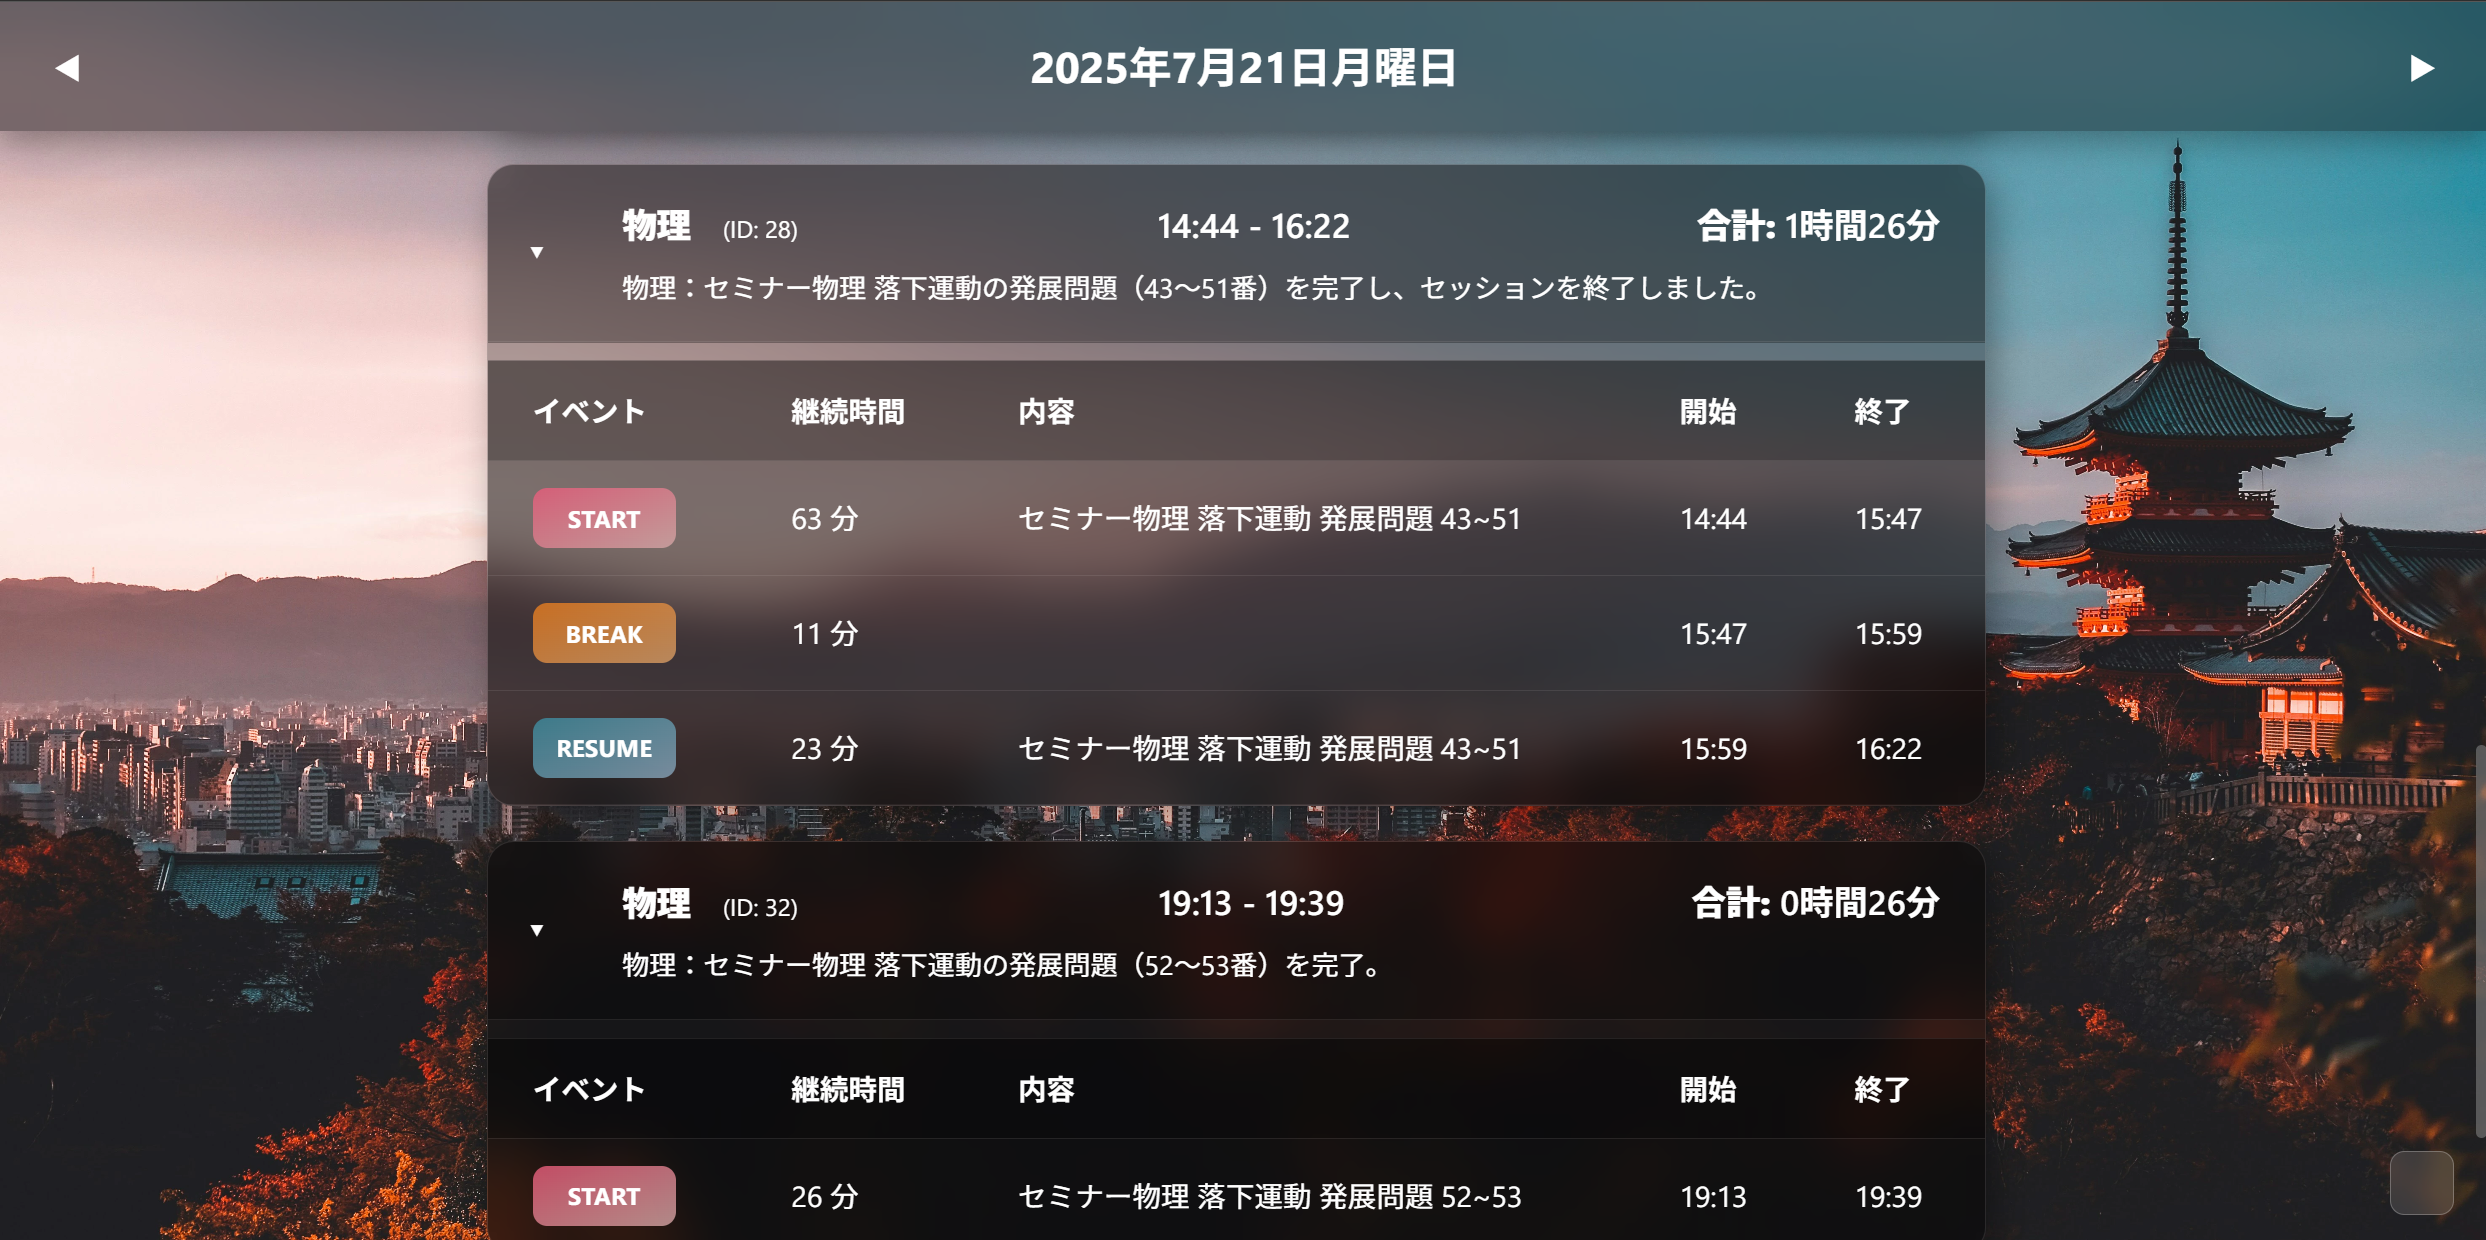 ◀ 2025年7月21日月曜日 ▶
▼ 物理 (ID: 28) 14:44 - 16:22 合計: 1時間26分
物理：セミナー物理 落下運動の発展問題（43〜51番）を完了し、セッションを終了しました。
イベント 継続時間 内容 開始 終了
START 63 分 セミナー物理 落下運動 発展問題 43~51 14:44 15:47
BREAK 11 分 15:47 15:59
RESUME 23 分 セミナー物理 落下運動 発展問題 43~51 15:59 16:22
▼ 物理 (ID: 32) 19:13 - 19:39 合計: 0時間26分
物理：セミナー物理 落下運動の発展問題（52〜53番）を完了。
イベント 継続時間 内容 開始 終了
START 26 分 セミナー物理 落下運動 発展問題 52~53 19:13 19:39